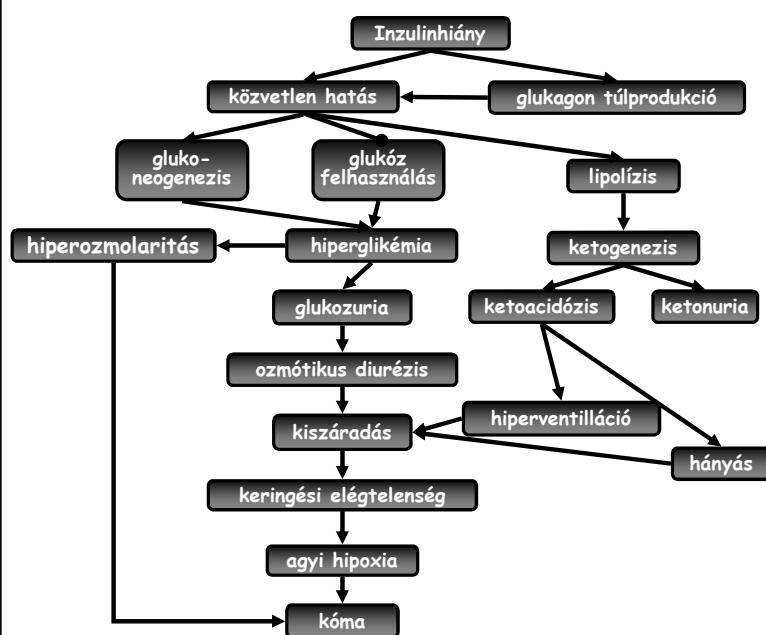 Inzulinhiány
közvetlen hatás
glukagon túlprodukció
gluko-
neogenezis
glukóz
felhasználás
lipolízis
hiperozmolaritás
hiperglikémia
ketogenezis
glukozuria
ketoacidózis
ketonuria
ozmótikus diurézis
hiperventilláció
kiszáradás
hányás
keringési elégtelenség
agyi hipoxia
kóma